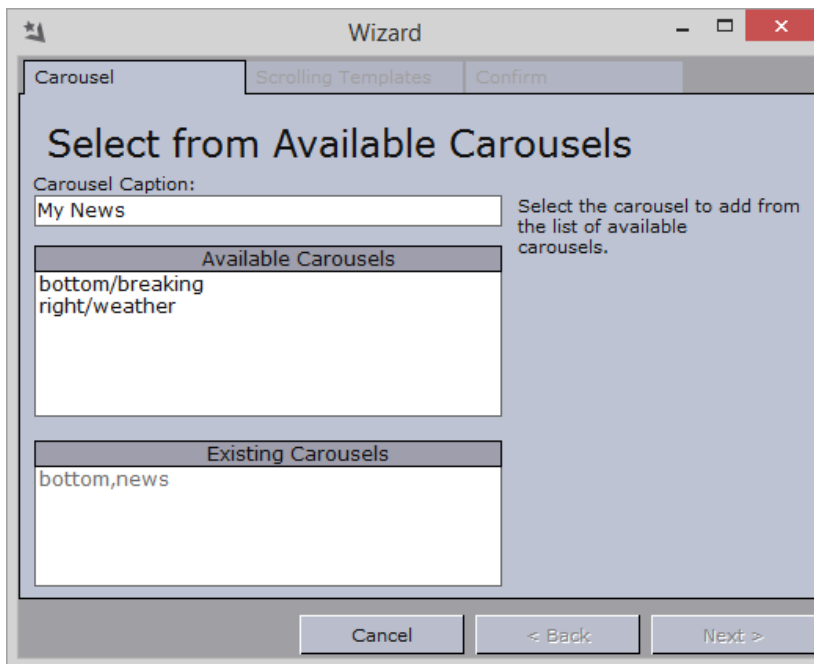 Wizard
Carousel
Scrolling Templates
Confirm
Select from Available Carousels
Carousel Caption:
My News
Select the carousel to add from
the list of available
carousels.
Available Carousels
bottom/breaking
right/weather
Existing Carousels
bottom,news
Cancel
< Back
Next >